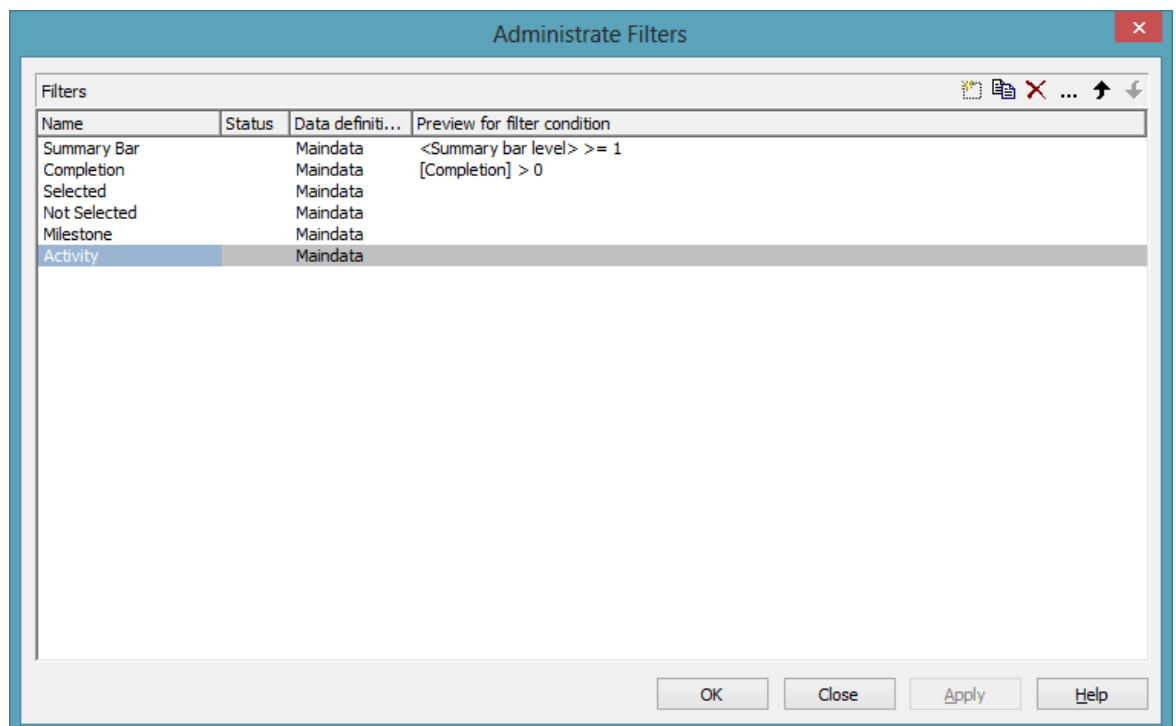 Administrate Filters
Filters
...
Name Status Data definiti... Preview for filter condition
Summary Bar Maindata <Summary bar level> >= 1
Completion Maindata [Completion] > 0
Selected Maindata
Not Selected Maindata
Milestone Maindata
Activity Maindata
OK Close Apply Help